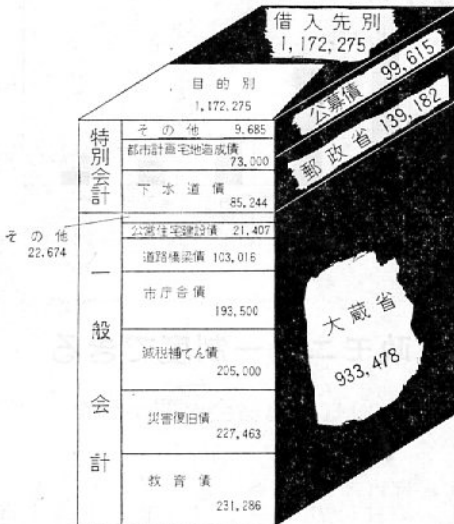 借入先別
1,172,275
公募債 99,615
郵政省 139,182
大蔵省
933,478
目的別
1,172,275
特別会計
その他 9.685
都市計画宅地造成債
73,000
下水道債
85,244
その他
22.674
一般会計
公営住宅建設債 21,407
道路橋梁債 103,016
市庁舎債
193,500
減税補てん債
205,000
災害復旧債
227,463
教育債
231,286